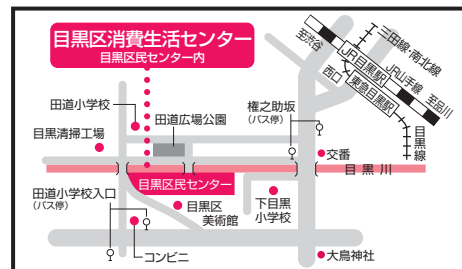 目黒区消費生活センター
目黒区民センター内
至渋谷
三田線・南北線
JR目黒駅
JR山手線
至品川
西口
東急目黒駅
目黒線
田道小学校
田道広場公園
権之助坂
(バス停)
目黒清掃工場
交番
目黒川
目黒区民センター
田道小学校入口
(バス停)
目黒区
美術館
下目黒
小学校
コンビニ
大鳥神社